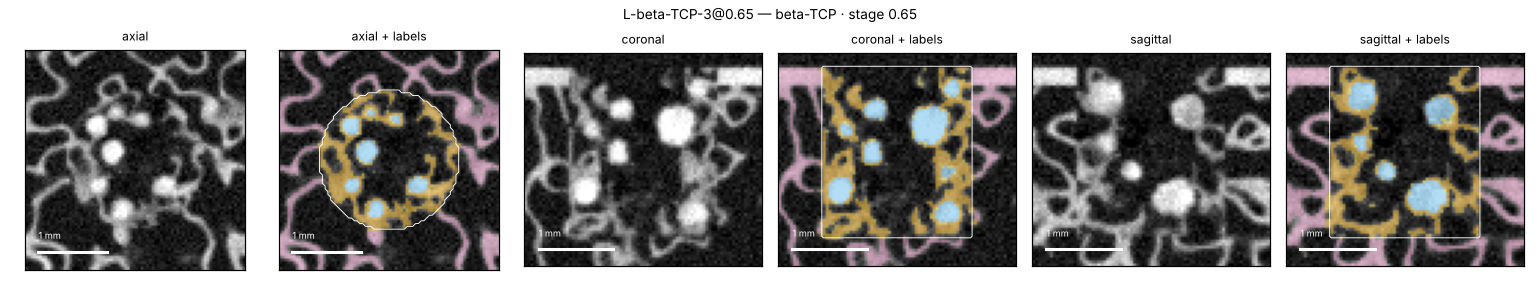 L-beta-TCP-3@0.65 — beta-TCP · stage 0.65
axial
axial + labels
coronal
coronal + labels
sagittal
sagittal + labels
1 mm
1 mm
1 mm
1 mm
1 mm
1 mm